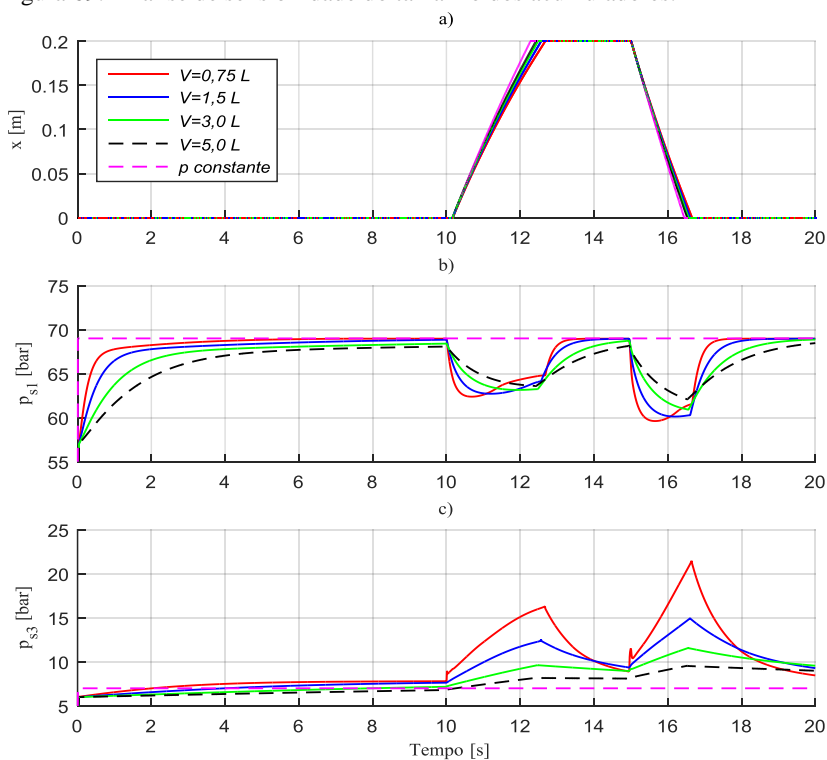 a)
0.2
0.15
0.1
0.05
0
x [m]
V=0,75 L
V=1,5 L
V=3,0 L
V=5,0 L
p constante
0 2 4 6 8 10 12 14 16 18 20
b)
75
70
65
60
55
p_s1 [bar]
0 2 4 6 8 10 12 14 16 18 20
c)
25
20
15
10
5
p_s3 [bar]
0 2 4 6 8 10 12 14 16 18 20
Tempo [s]